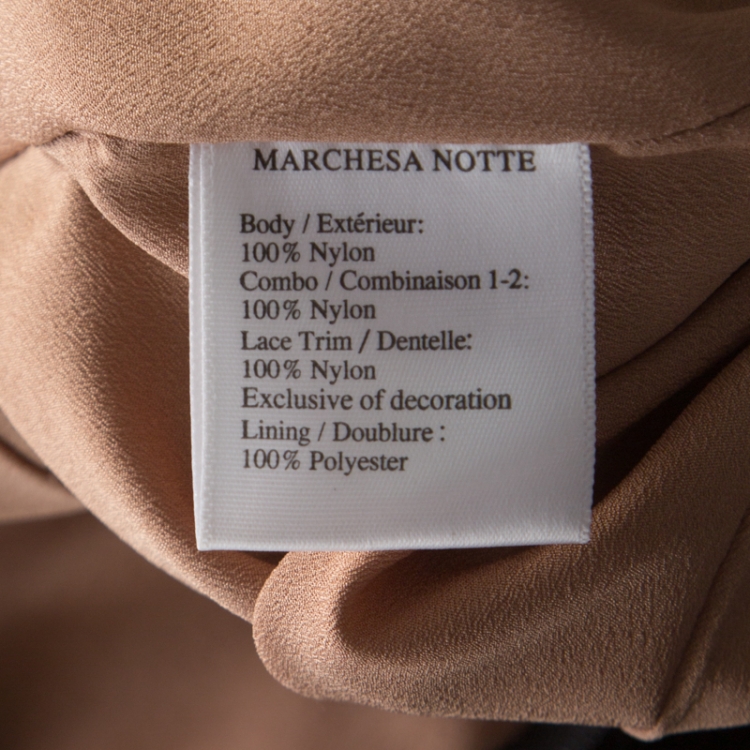 MARCHESA NOTTE
Body / Extérieur:
100% Nylon
Combo / Combinaison 1-2:
100% Nylon
Lace Trim / Dentelle:
100% Nylon
Exclusive of decoration
Lining / Doublure :
100% Polyester